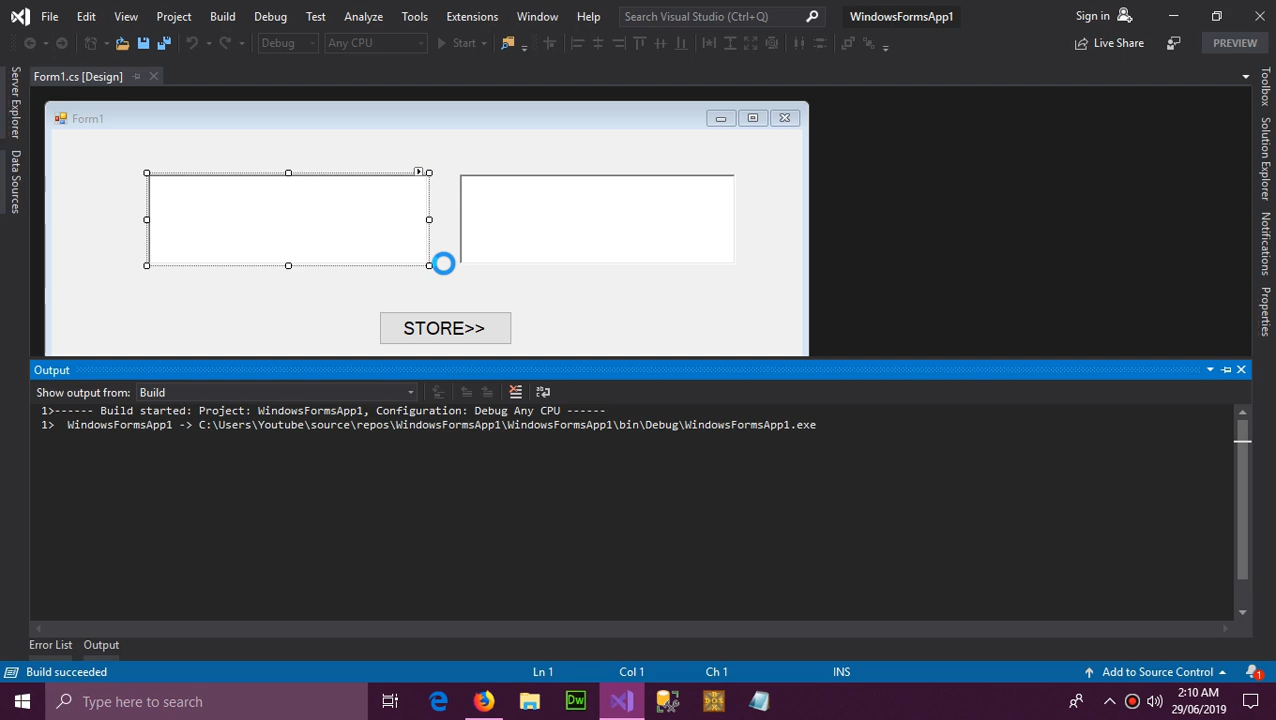 File Edit View Project Build Debug Test Analyze Tools Extensions Window Help Search Visual Studio (Ctrl+Q) WindowsFormsApp1 Sign in
Debug Any CPU Start Live Share PREVIEW
Form1.cs [Design]
Server Explorer
Data Sources
Toolbox
Solution Explorer
Notifications
Properties
Form1
STORE>>
Output
Show output from: Build
1>------ Build started: Project: WindowsFormsApp1, Configuration: Debug Any CPU ------
1>  WindowsFormsApp1 -> C:\Users\Youtube\source\repos\WindowsFormsApp1\WindowsFormsApp1\bin\Debug\WindowsFormsApp1.exe
Error List Output
Build succeeded Ln 1 Col 1 Ch 1 INS Add to Source Control 1
Type here to search Dw 2:10 AM
29/06/2019